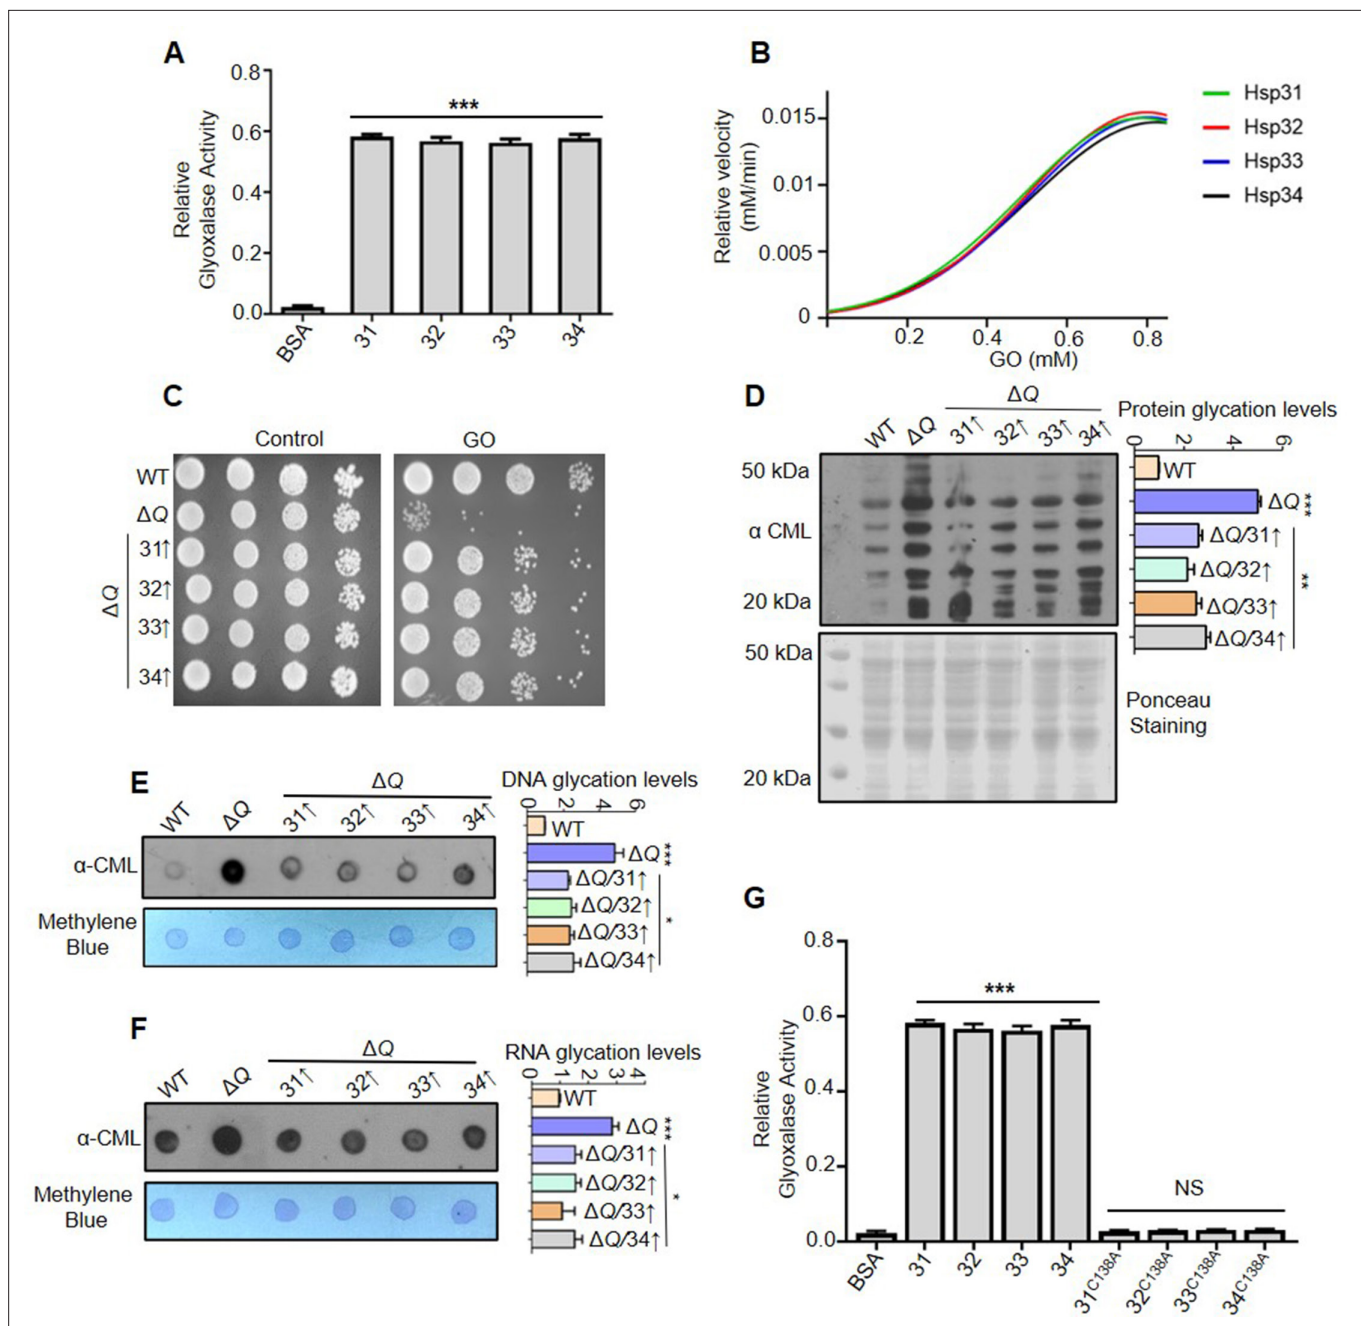 A
Relative
Glyoxalase Activity
0.8
0.6
0.4
0.2
0.0
***
BSA
31
32
33
34
B
Relative velocity
(mM/min)
0.015
0.01
0.005
0
0.2
0.4
0.6
0.8
GO (mM)
Hsp31
Hsp32
Hsp33
Hsp34
C
Control
GO
WT
ΔQ
31↑
32↑
33↑
34↑
ΔQ
D
ΔQ
WT
ΔQ
31↑
32↑
33↑
34↑
50 kDa
α CML
20 kDa
50 kDa
20 kDa
Ponceau
Staining
Protein glycation levels
0
2
4
6
WT
ΔQ
***
ΔQ/31↑
ΔQ/32↑
ΔQ/33↑
ΔQ/34↑
**
E
ΔQ
WT
ΔQ
31↑
32↑
33↑
34↑
α-CML
Methylene
Blue
DNA glycation levels
0
2
4
6
WT
ΔQ
***
ΔQ/31↑
ΔQ/32↑
ΔQ/33↑
ΔQ/34↑
*
F
ΔQ
WT
ΔQ
31↑
32↑
33↑
34↑
α-CML
Methylene
Blue
RNA glycation levels
0
1
2
3
4
WT
ΔQ
***
ΔQ/31↑
ΔQ/32↑
ΔQ/33↑
ΔQ/34↑
*
G
Relative
Glyoxalase Activity
0.8
0.6
0.4
0.2
0.0
***
NS
BSA
31
32
33
34
31C138A
32C138A
33C138A
34C138A